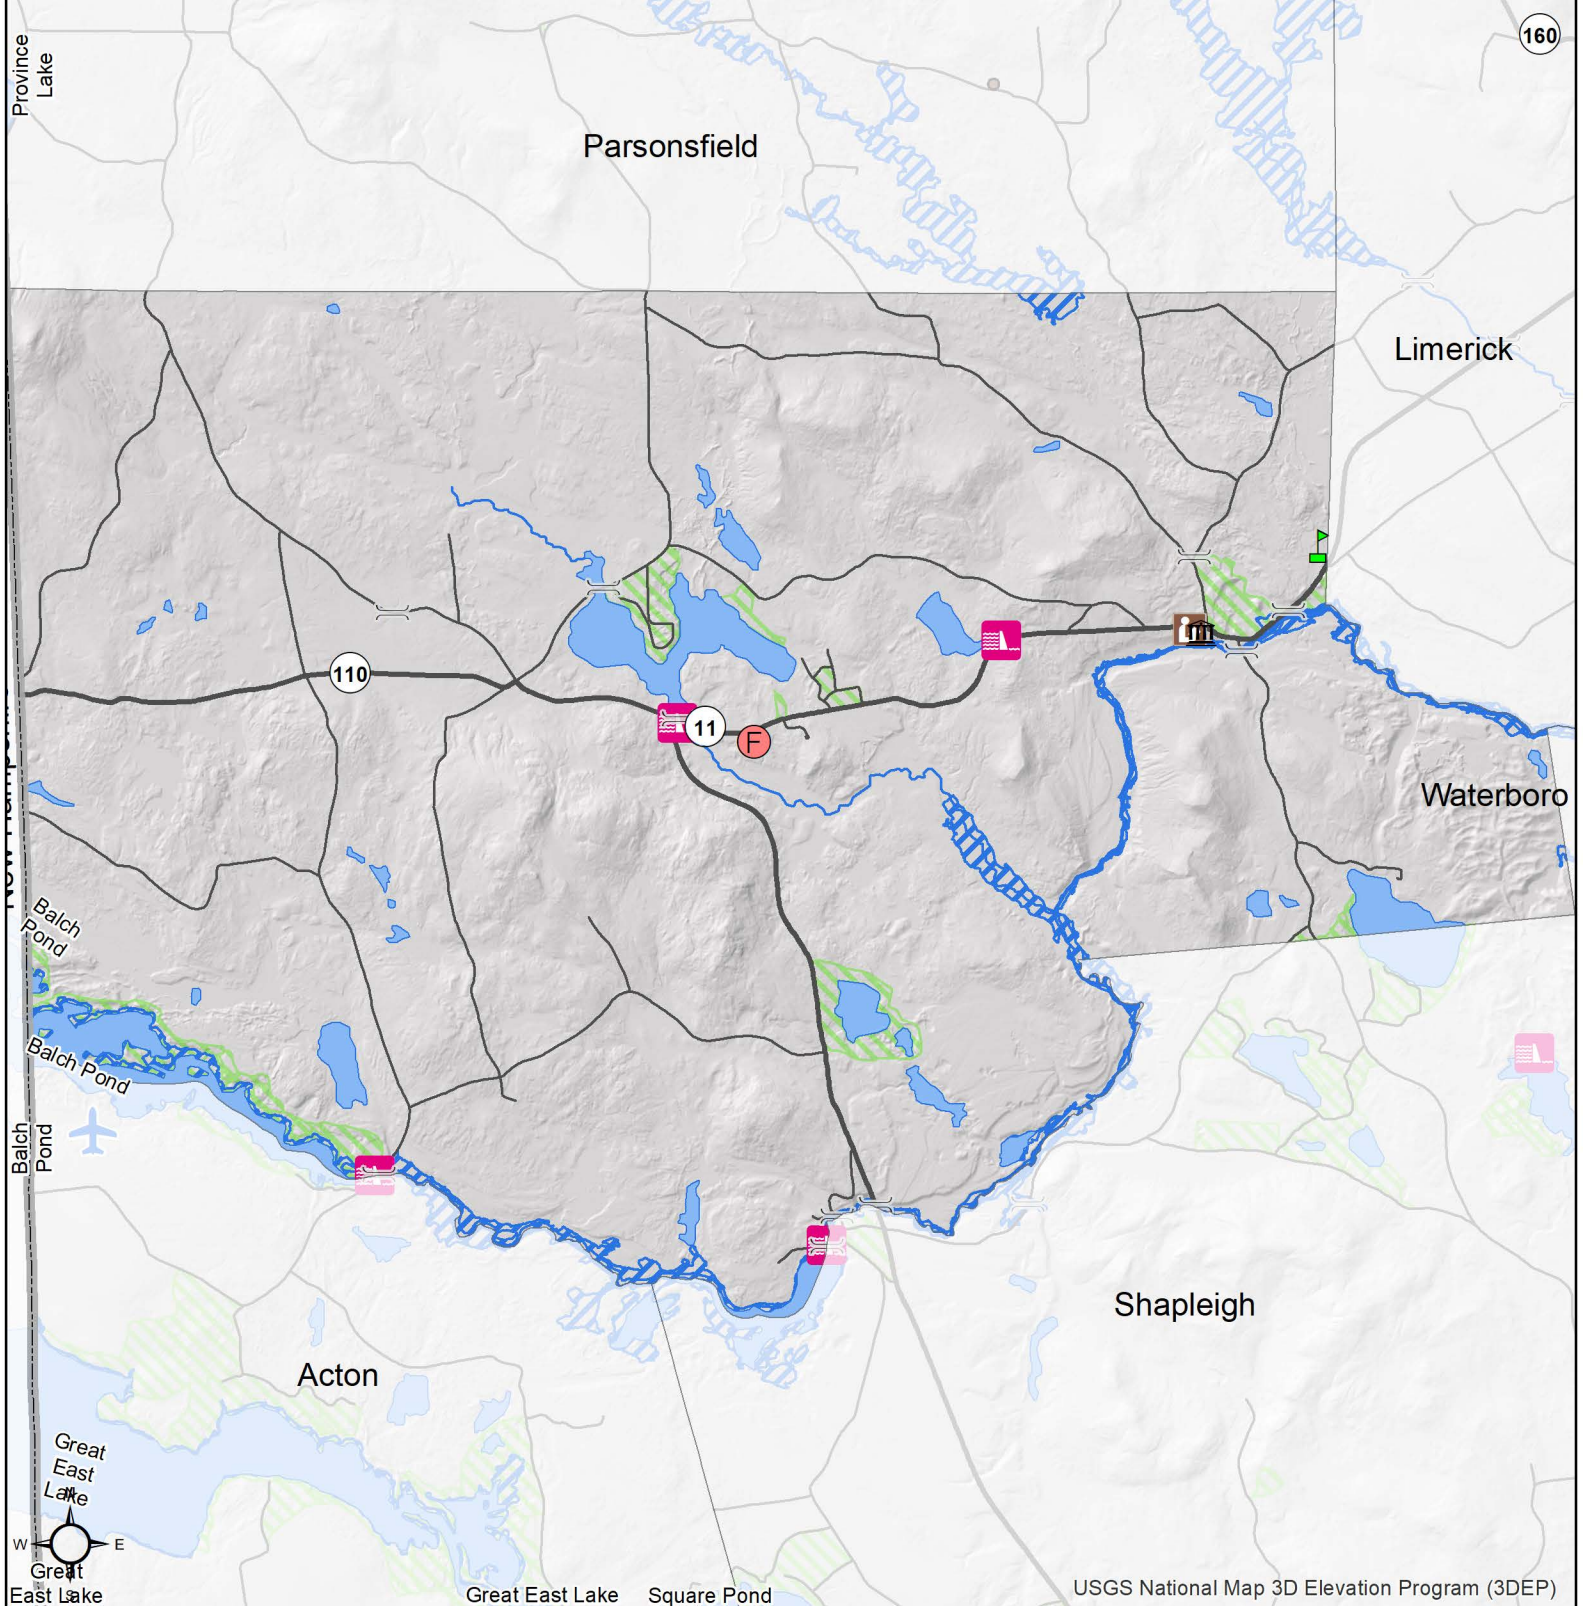 Province
Lake
160
Parsonsfield
Limerick
110
11
F
Waterboro
Balch
Pond
Balch Pond
Balch
Pond
Shapleigh
Acton
Great
East
Lake
N
W
E
S
Great
East Lake
Great East Lake
Square Pond
USGS National Map 3D Elevation Program (3DEP)